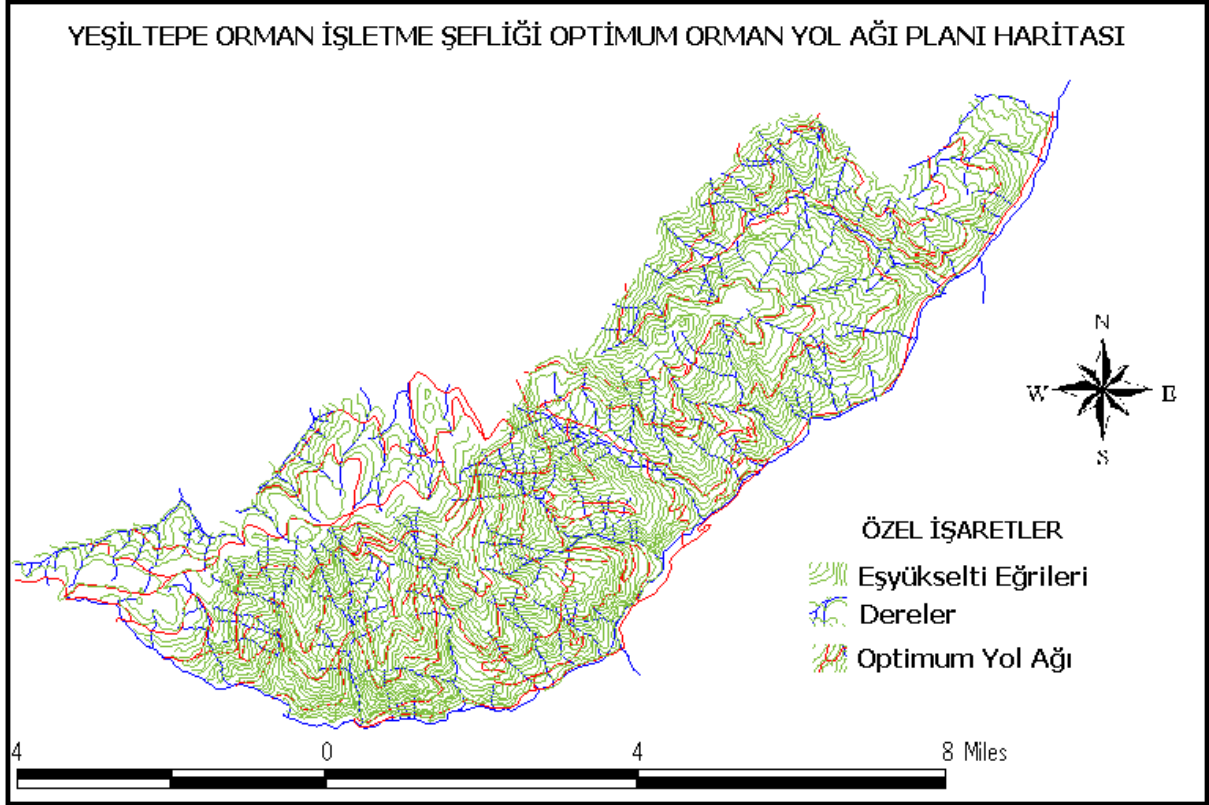 YEŞİLTEPE ORMAN İŞLETME ŞEFLİĞİ OPTİMUM ORMAN YOL AĞI PLANI HARİTASI
N
W E
S
ÖZEL İŞARETLER
Eşyükselti Eğrileri
Dereler
Optimum Yol Ağı
4 0 4 8 Miles